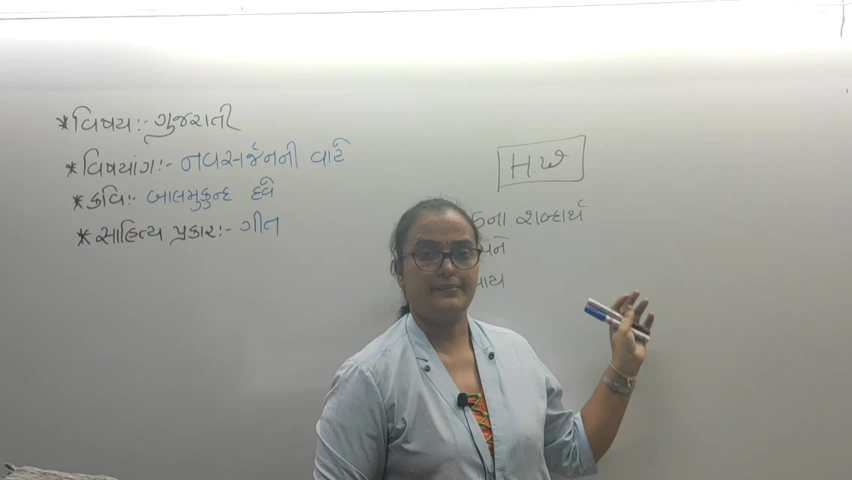 *વિષય:- ગુજરાતી
*વિષયાંગ:- નવસર્જનની વાટે
*કવિ:- બાલમુકુન્દ દવે
*સાહિત્ય પ્રકાર:- ગીત
H.W
શબ્દાર્થ